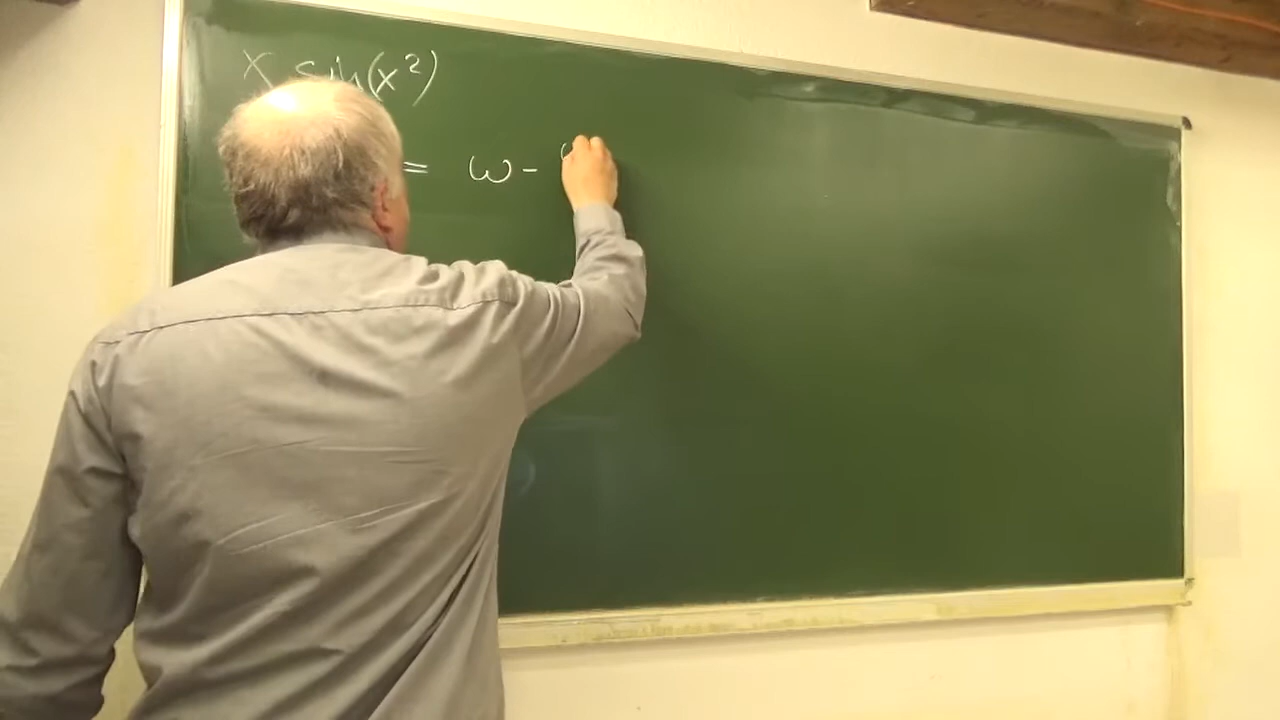 x sin(x²)
= ω -